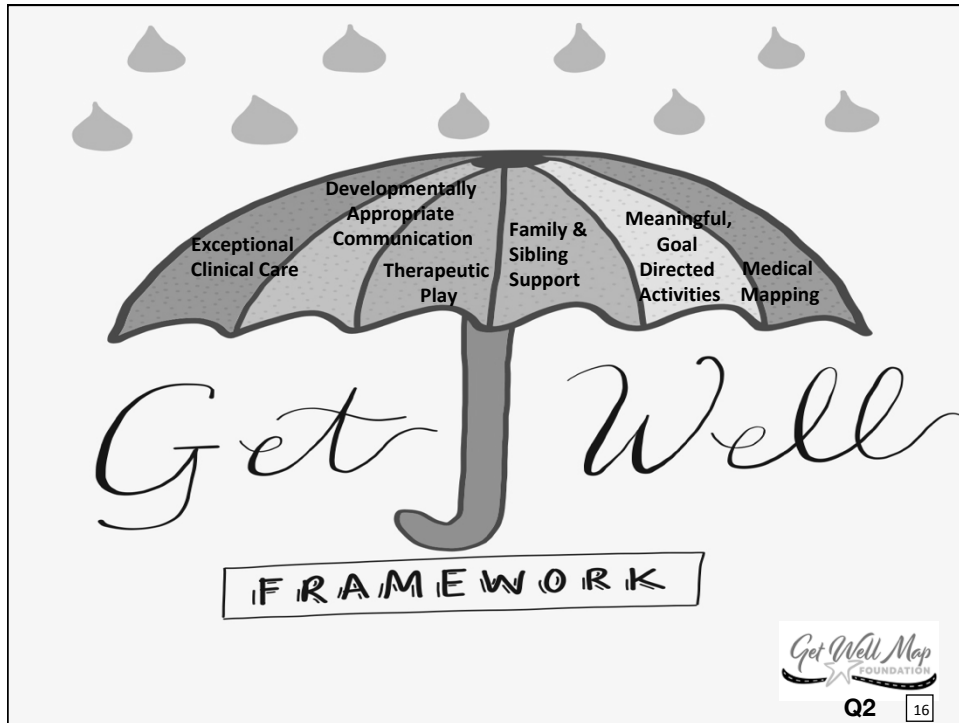 Exceptional
Clinical Care
Developmentally
Appropriate
Communication
Therapeutic
Play
Family &
Sibling
Support
Meaningful,
Goal
Directed
Activities
Medical
Mapping
Get Well
FRAMEWORK
Get Well Map
FOUNDATION
Q2
16